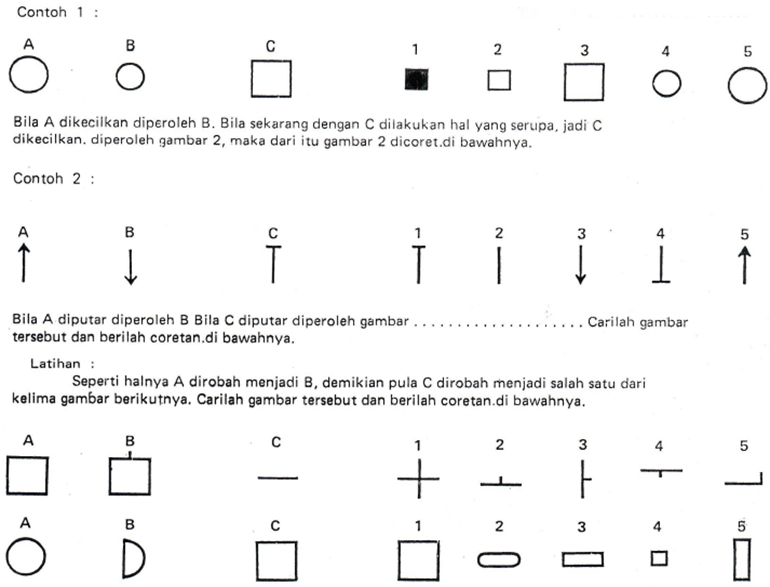 Contoh 1 :
A B C 1 2 3 4 5
Bila A dikecilkan diperoleh B. Bila sekarang dengan C dilakukan hal yang serupa, jadi C
dikecilkan. diperoleh gambar 2, maka dari itu gambar 2 dicoret.di bawahnya.
Contoh 2 :
A B C 1 2 3 4 5
Bila A diputar diperoleh B Bila C diputar diperoleh gambar . . . . . . . . . . . . . . . . . . . . Carilah gambar
tersebut dan berilah coretan.di bawahnya.
Latihan :
Seperti halnya A dirobah menjadi B, demikian pula C dirobah menjadi salah satu dari
kelima gambar berikutnya. Carilah gambar tersebut dan berilah coretan.di bawahnya.
A B C 1 2 3 4 5
A B C 1 2 3 4 5